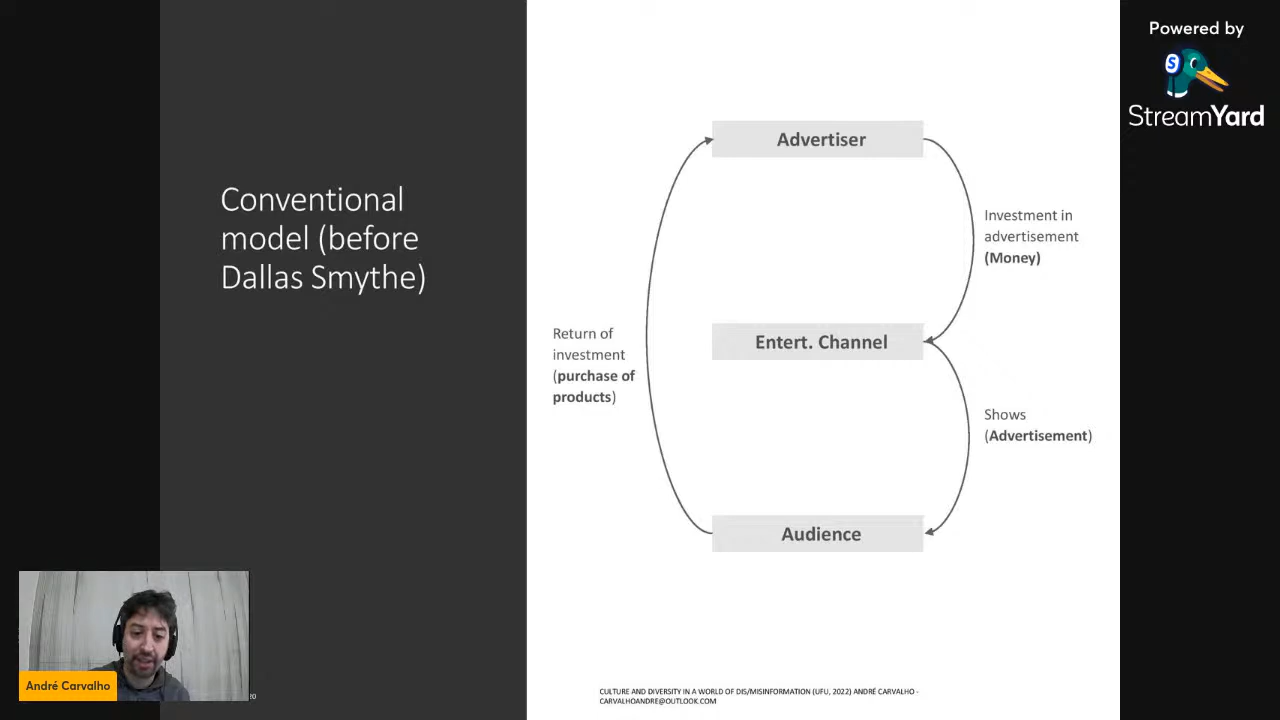 Powered by
StreamYard
Conventional
model (before
Dallas Smythe)
Advertiser
Investment in
advertisement
(Money)
Entert. Channel
Return of
investment
(purchase of
products)
Shows
(Advertisement)
Audience
André Carvalho
CULTURE AND DIVERSITY IN A WORLD OF DIS/MISINFORMATION (UFU, 2022) ANDRÉ CARVALHO -
CARVALHOANDRE@OUTLOOK.COM